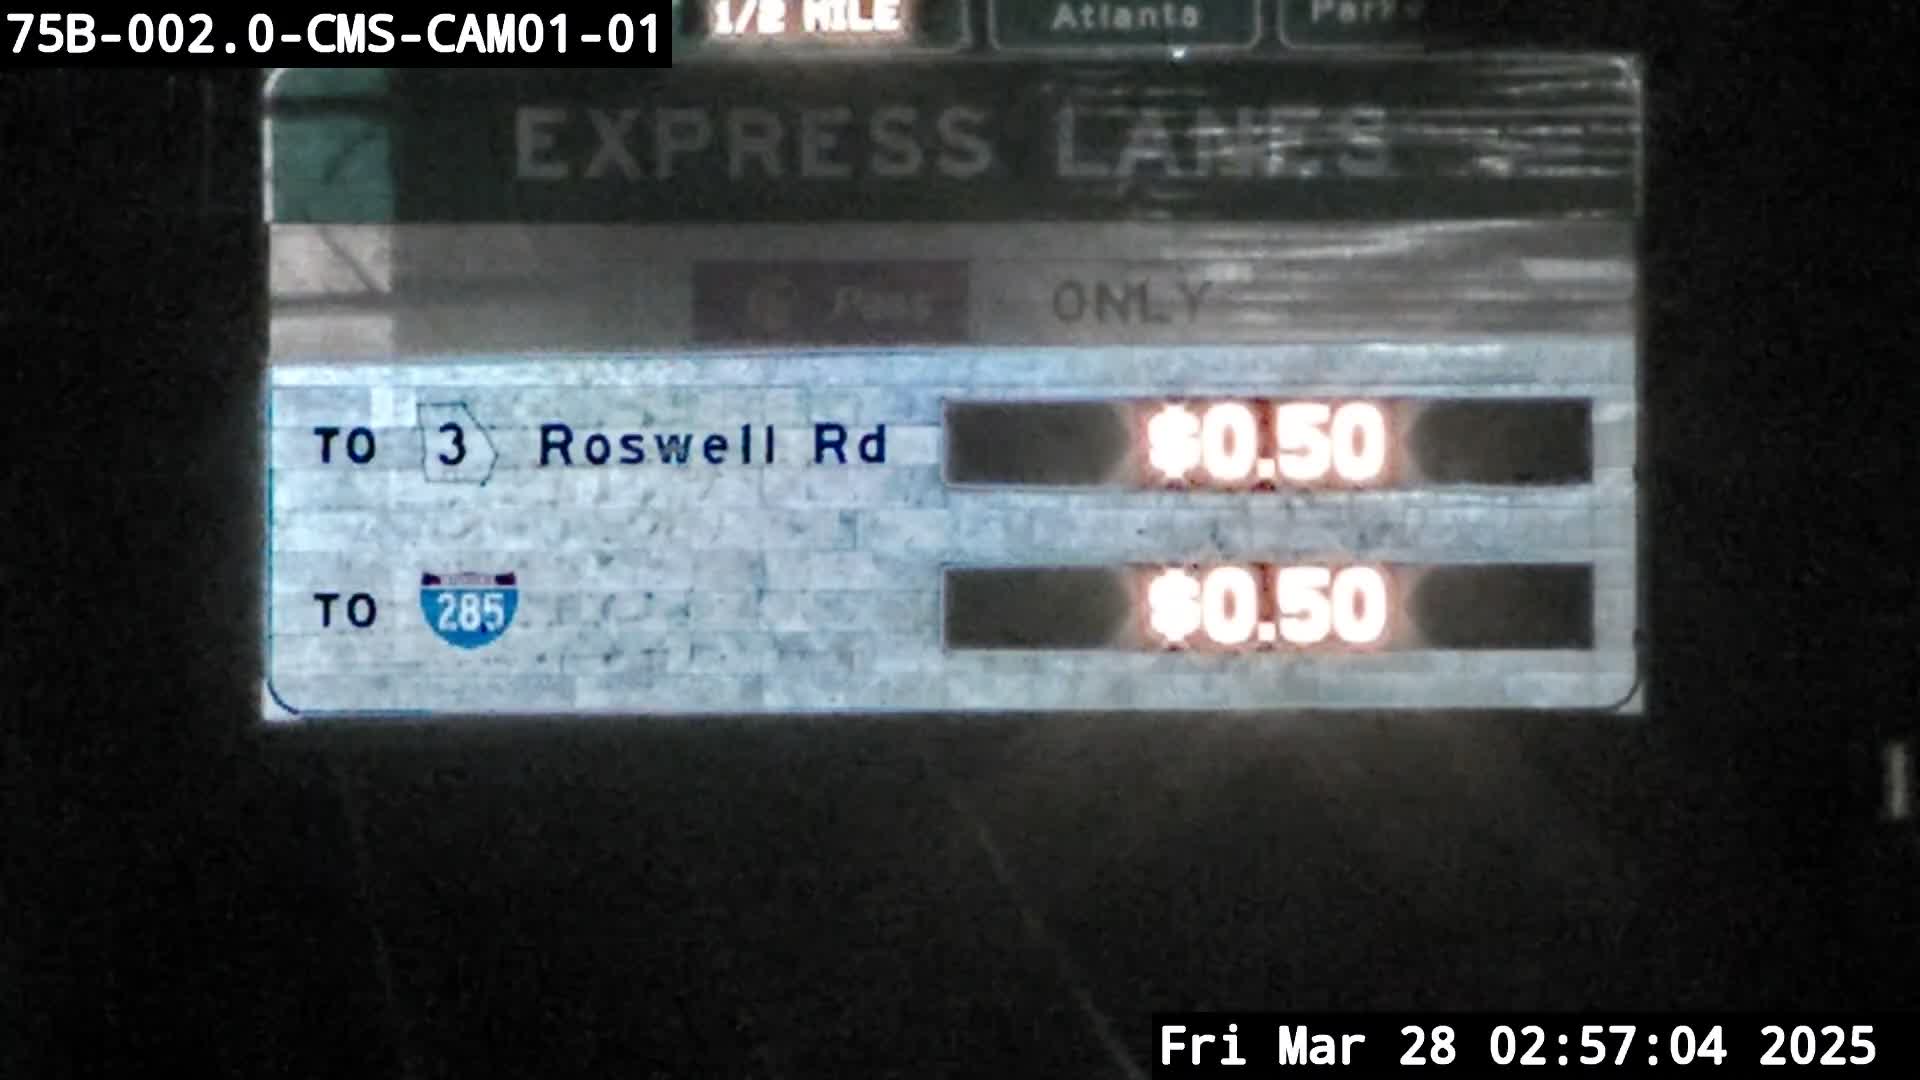 75B-002.0-CMS-CAM01-01
1/2 MILE
Atlanta
EXPRESS LANES
Pass ONLY
TO 3 Roswell Rd $0.50
TO 285 $0.50
Fri Mar 28 02:57:04 2025